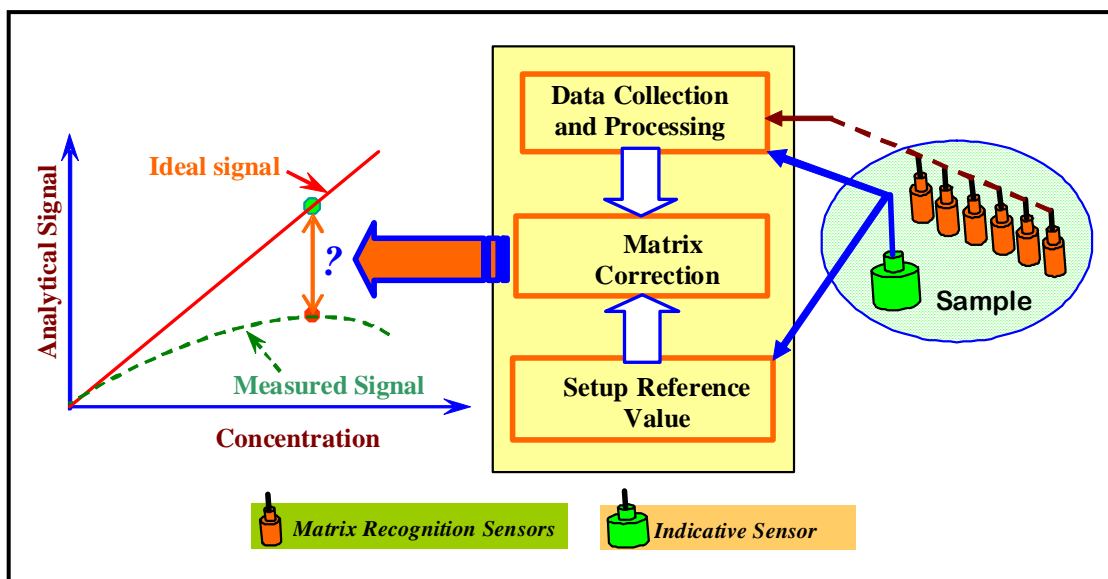 Analytical Signal
Ideal signal
?
Measured Signal
Concentration
Data Collection
and Processing
Matrix
Correction
Setup Reference
Value
Sample
Matrix Recognition Sensors
Indicative Sensor